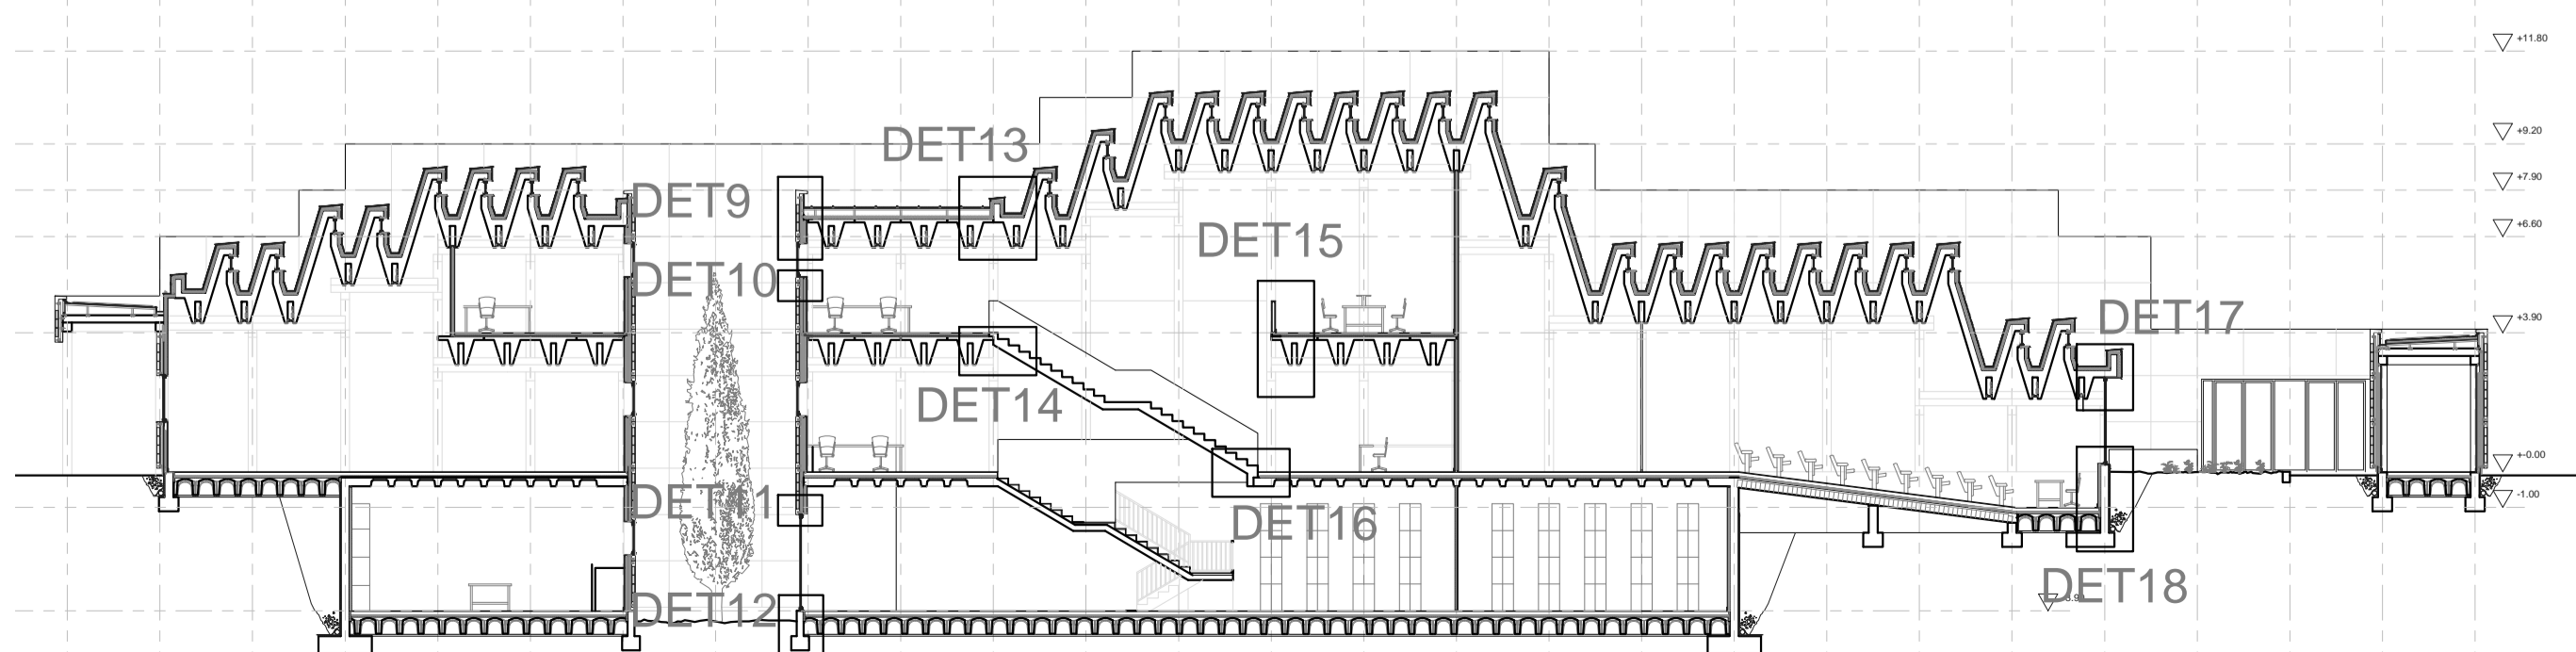 +11.80
DET13
+9.20
DET9
+7.90
DET15
+6.60
DET10
DET17
+3.90
DET14
+-0.00
DET11
-1.00
DET16
DET18
DET12